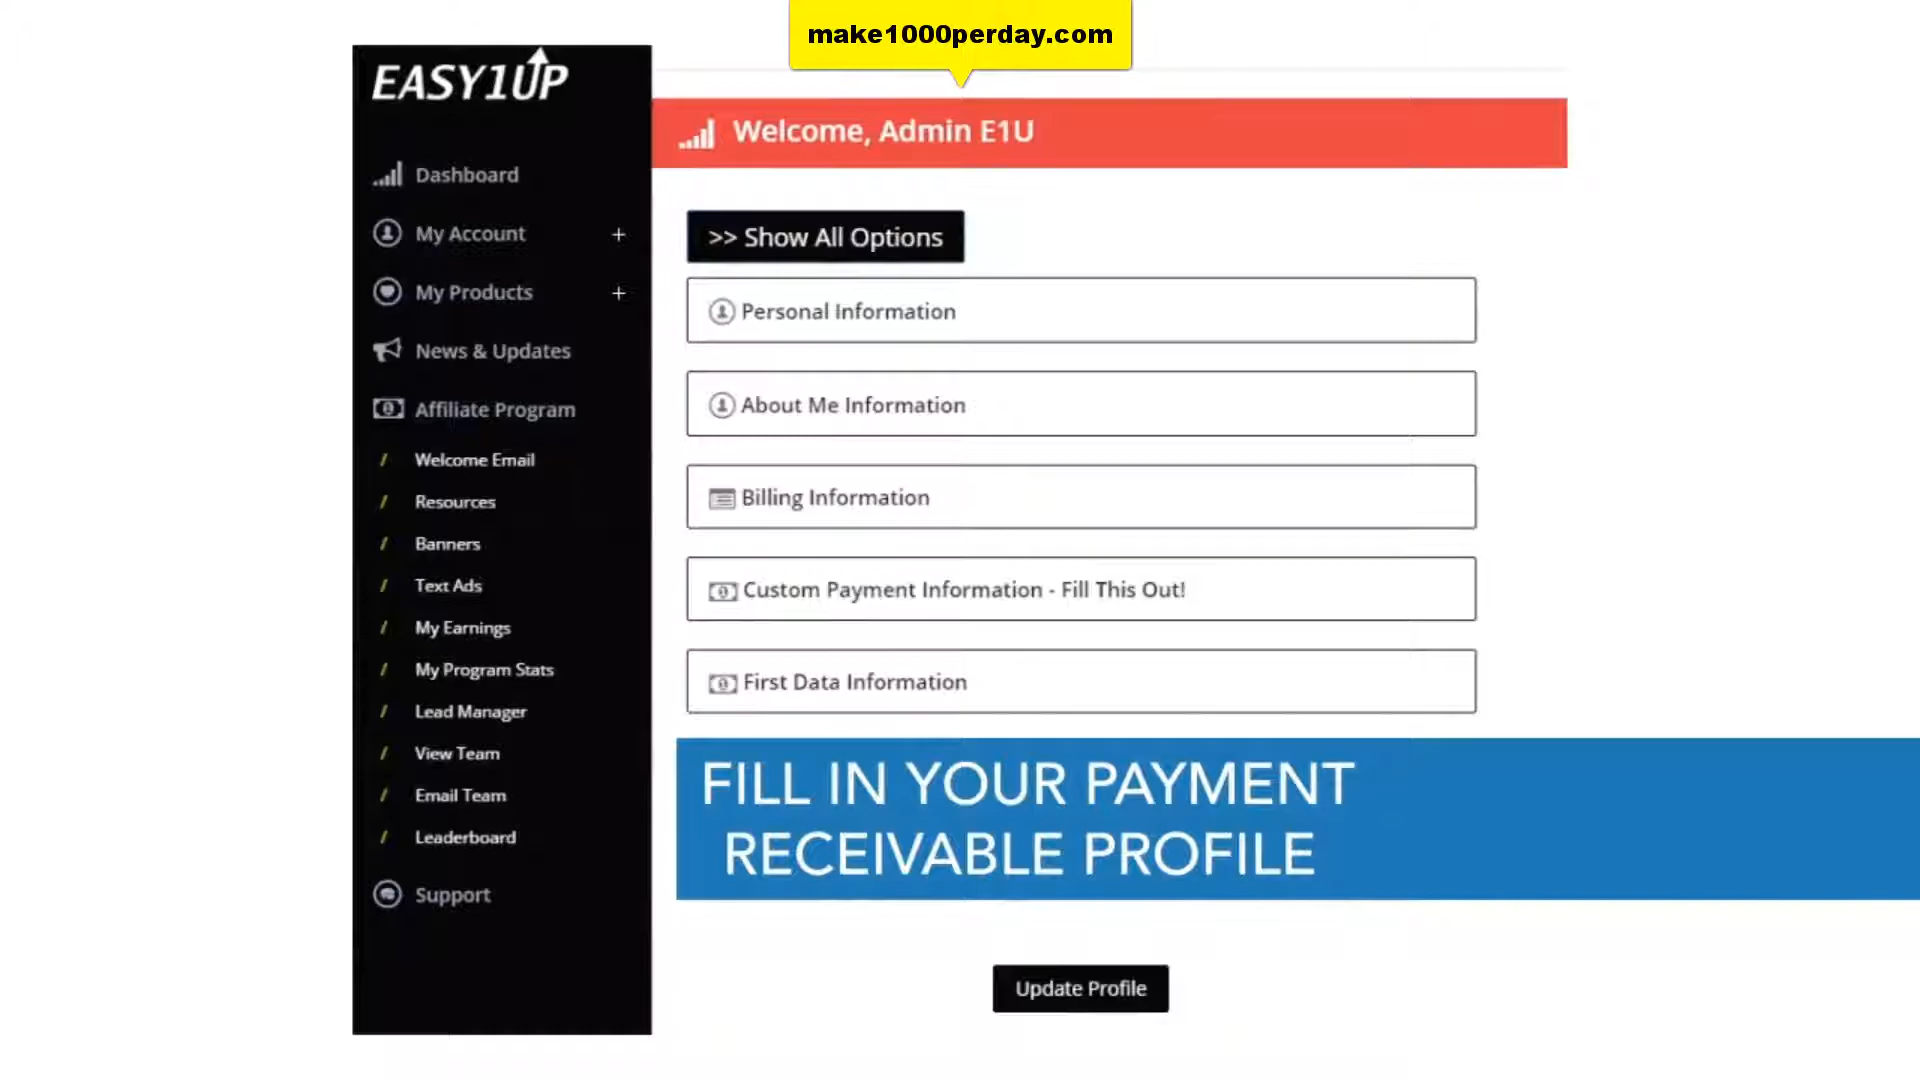 make1000perday.com
EASY1UP
Welcome, Admin E1U
Dashboard
My Account +
My Products +
News & Updates
Affiliate Program
Welcome Email
Resources
Banners
Text Ads
My Earnings
My Program Stats
Lead Manager
View Team
Email Team
Leaderboard
Support
>> Show All Options
Personal Information
About Me Information
Billing Information
Custom Payment Information - Fill This Out!
First Data Information
FILL IN YOUR PAYMENT
RECEIVABLE PROFILE
Update Profile